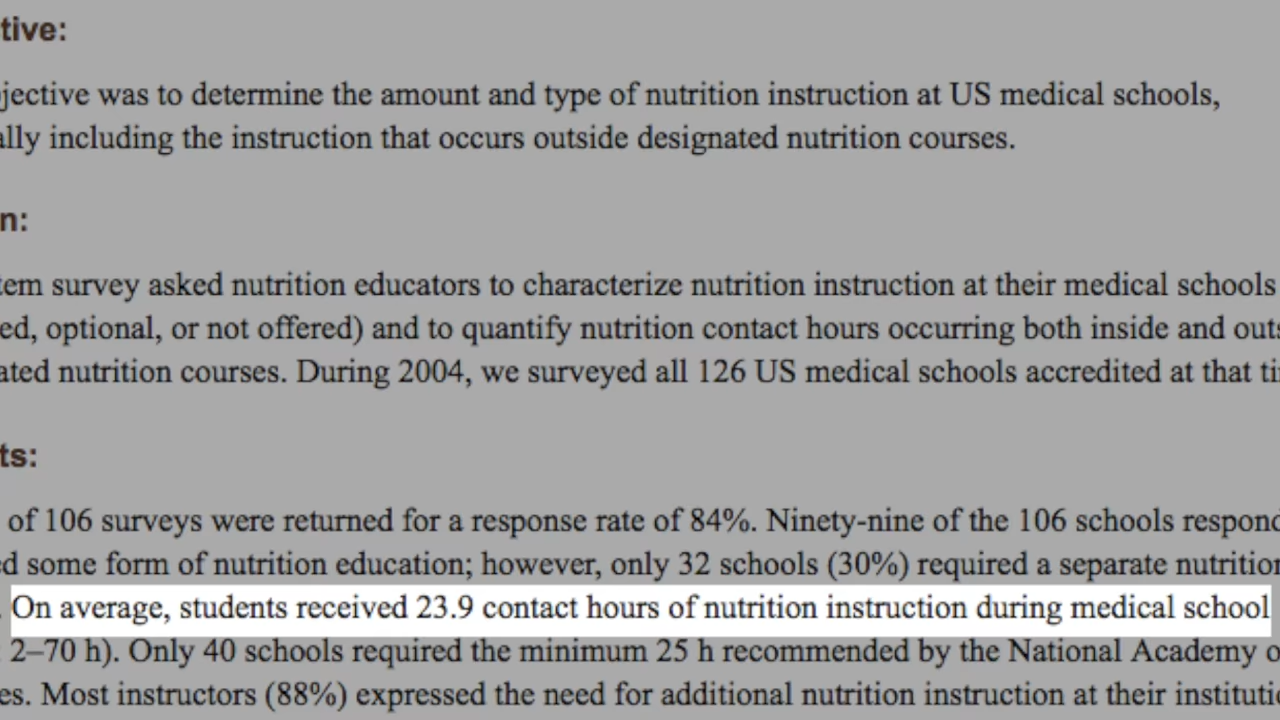 tive:
jective was to determine the amount and type of nutrition instruction at US medical schools,
ally including the instruction that occurs outside designated nutrition courses.
n:
tem survey asked nutrition educators to characterize nutrition instruction at their medical schools
ed, optional, or not offered) and to quantify nutrition contact hours occurring both inside and outs
ated nutrition courses. During 2004, we surveyed all 126 US medical schools accredited at that ti
ts:
of 106 surveys were returned for a response rate of 84%. Ninety-nine of the 106 schools respond
ed some form of nutrition education; however, only 32 schools (30%) required a separate nutrition
On average, students received 23.9 contact hours of nutrition instruction during medical school
2–70 h). Only 40 schools required the minimum 25 h recommended by the National Academy o
es. Most instructors (88%) expressed the need for additional nutrition instruction at their institutio